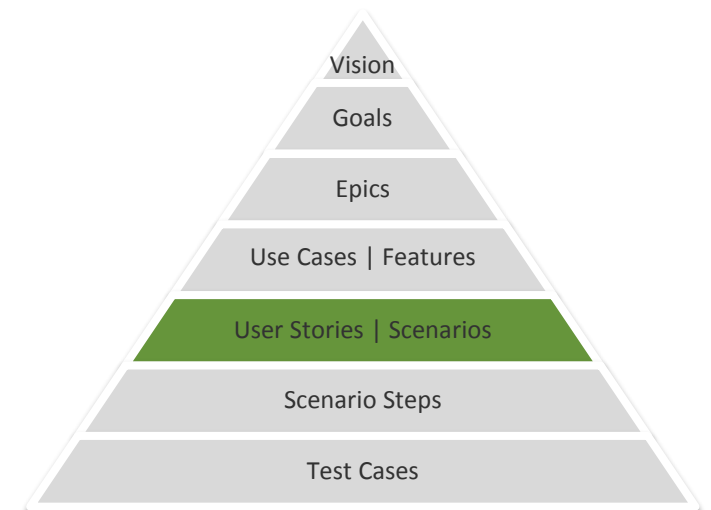 Vision
Goals
Epics
Use Cases | Features
User Stories | Scenarios
Scenario Steps
Test Cases